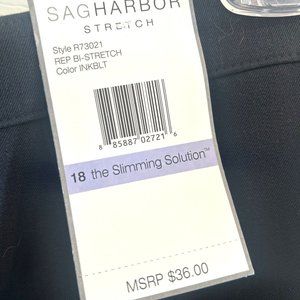 SAGHARBOR
STRETCH
Style R73021
REP BI-STRETCH
Color INKBLT
8 85887 02721 6
18 the Slimming Solution™
MSRP $36.00